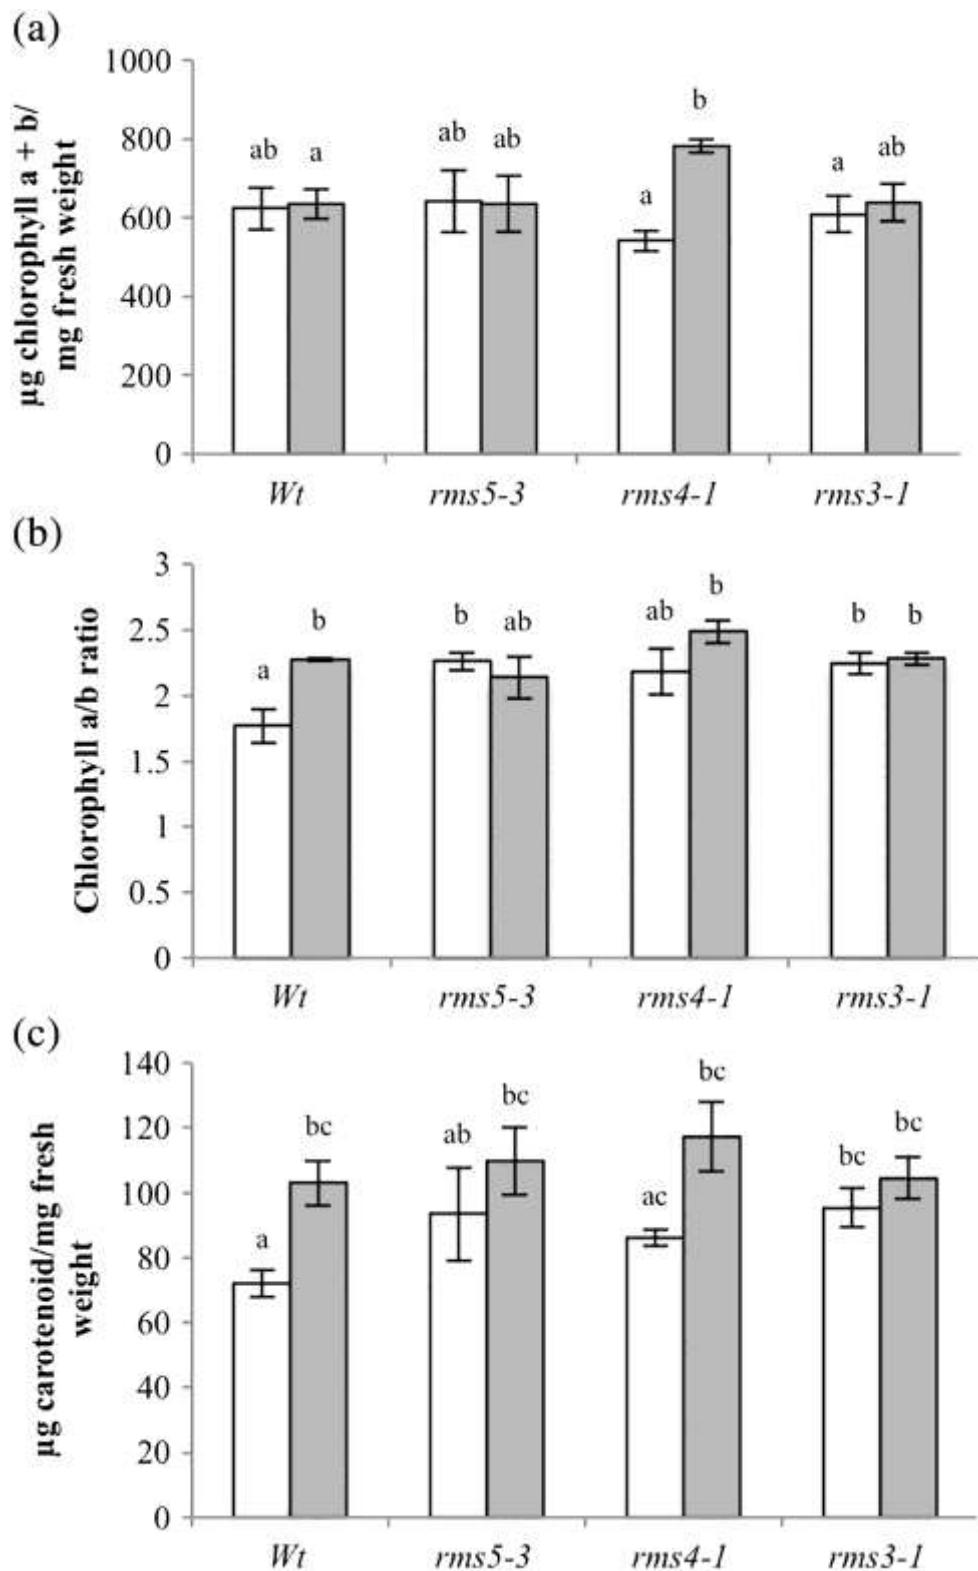 (a)
µg chlorophyll a + b/
mg fresh weight
1000
800
600
400
200
0
ab
a
ab
ab
a
b
a
ab
Wt
rms5-3
rms4-1
rms3-1
(b)
Chlorophyll a/b ratio
3
2.5
2
1.5
1
0.5
0
a
b
b
ab
ab
b
b
b
Wt
rms5-3
rms4-1
rms3-1
(c)
µg carotenoid/mg fresh
weight
140
120
100
80
60
40
20
0
a
bc
ab
bc
ac
bc
bc
bc
Wt
rms5-3
rms4-1
rms3-1